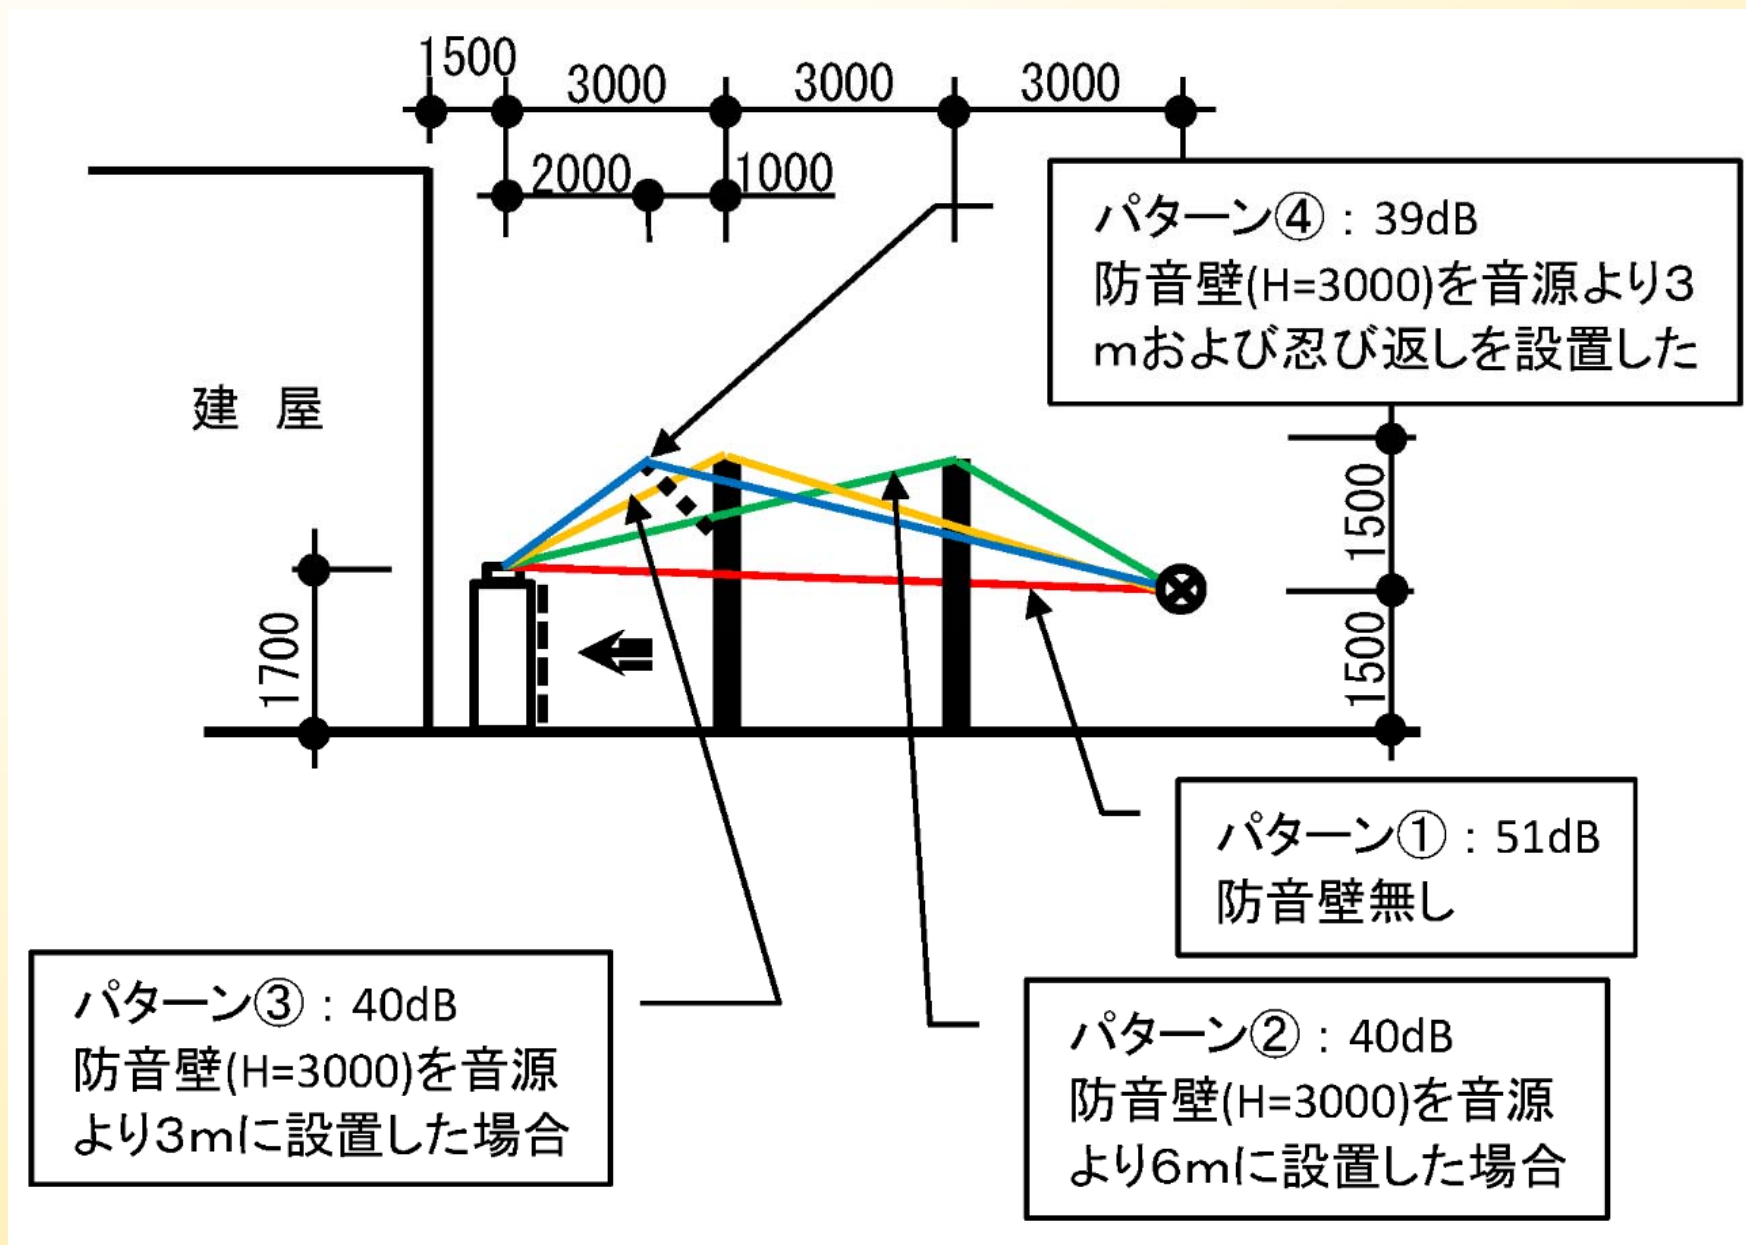 1500
3000
3000
3000
2000
1000
パターン④：39dB
防音壁(H=3000)を音源より３
ｍおよび忍び返しを設置した
建 屋
1500
1500
1700
パターン①：51dB
防音壁無し
パターン③：40dB
防音壁(H=3000)を音源
より３ｍに設置した場合
パターン②：40dB
防音壁(H=3000)を音源
より６ｍに設置した場合